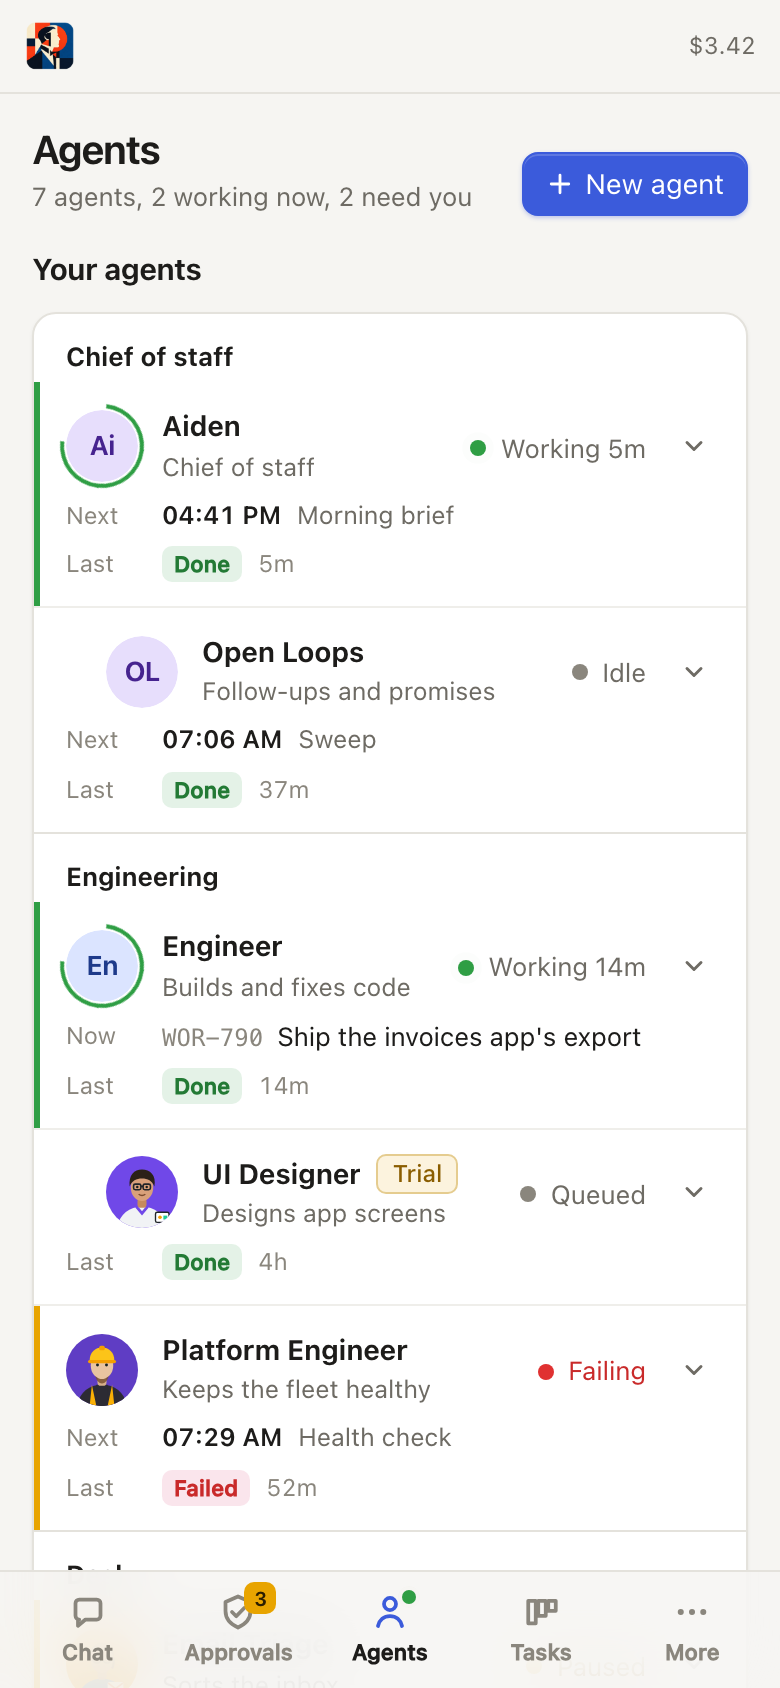 $3.42
Agents
7 agents, 2 working now, 2 need you
+ New agent
Your agents
Chief of staff
Ai
Aiden
Chief of staff
Working 5m
Next 04:41 PM Morning brief
Last Done 5m
OL
Open Loops
Follow-ups and promises
Idle
Next 07:06 AM Sweep
Last Done 37m
Engineering
En
Engineer
Builds and fixes code
Working 14m
Now WOR-790 Ship the invoices app's export
Last Done 14m
UI Designer Trial
Designs app screens
Queued
Last Done 4h
Platform Engineer
Keeps the fleet healthy
Failing
Next 07:29 AM Health check
Last Failed 52m
Paused
Sorts the inbox
3
Chat Approvals Agents Tasks More